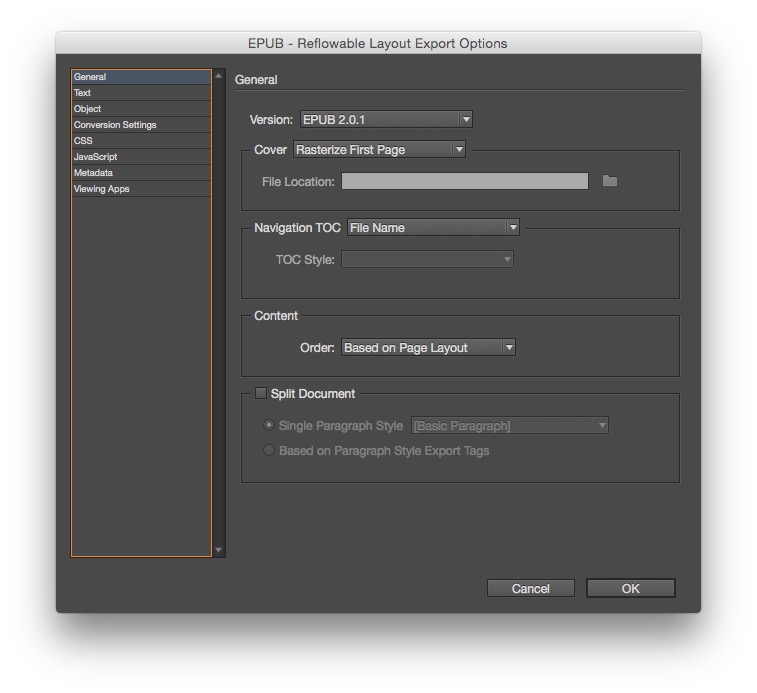 EPUB - Reflowable Layout Export Options
General
Text
Object
Conversion Settings
CSS
JavaScript
Metadata
Viewing Apps
General
Version: EPUB 2.0.1
Cover Rasterize First Page
File Location:
Navigation TOC File Name
TOC Style:
Content
Order: Based on Page Layout
Split Document
Single Paragraph Style [Basic Paragraph]
Based on Paragraph Style Export Tags
Cancel OK